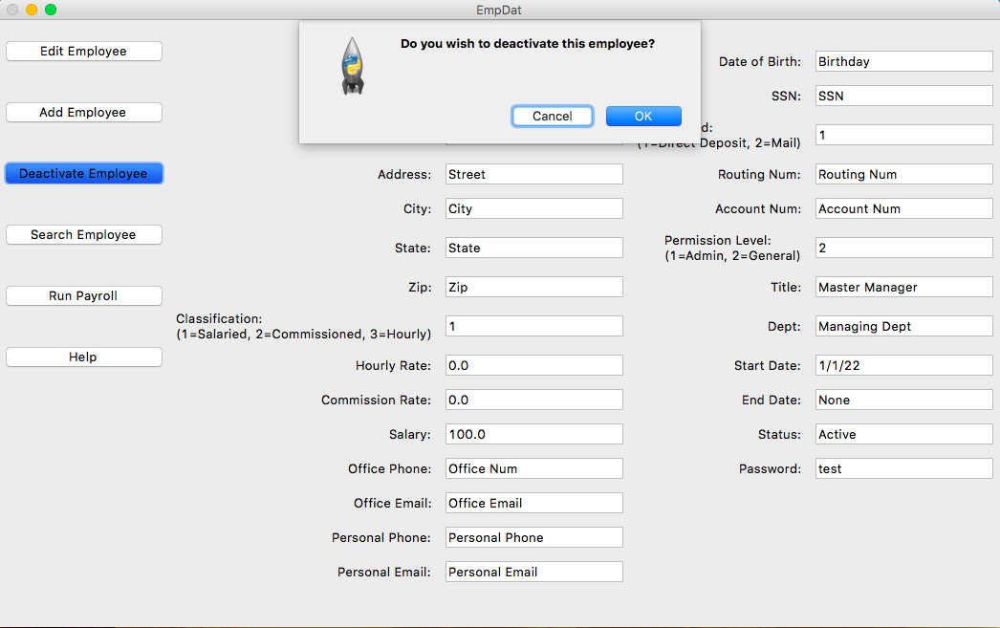 EmpDat
Edit Employee
Add Employee
Deactivate Employee
Search Employee
Run Payroll
Help
Do you wish to deactivate this employee?
Cancel
OK
Address:
Street
City:
City
State:
State
Zip:
Zip
Classification:
(1=Salaried, 2=Commissioned, 3=Hourly)
1
Hourly Rate:
0.0
Commission Rate:
0.0
Salary:
100.0
Office Phone:
Office Num
Office Email:
Office Email
Personal Phone:
Personal Phone
Personal Email:
Personal Email
Date of Birth:
Birthday
SSN:
SSN
(1=Direct Deposit, 2=Mail)
1
Routing Num:
Routing Num
Account Num:
Account Num
Permission Level:
(1=Admin, 2=General)
2
Title:
Master Manager
Dept:
Managing Dept
Start Date:
1/1/22
End Date:
None
Status:
Active
Password:
test